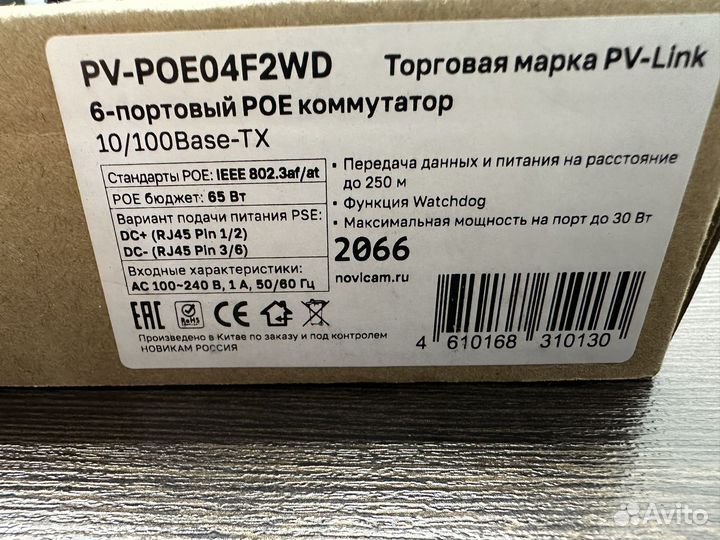 PV-POE04F2WD
Торговая марка PV-Link
6-портовый POE коммутатор
10/100Base-TX
Стандарты POE: IEEE 802.3af/at
POE бюджет: 65 Вт
Вариант подачи питания PSE:
DC+ (RJ45 Pin 1/2)
DC- (RJ45 Pin 3/6)
Входные характеристики:
AC 100~240 В, 1 А, 50/60 Гц
• Передача данных и питания на расстояние
до 250 м
• Функция Watchdog
• Максимальная мощность на порт до 30 Вт
2066
novicam.ru
EAC RoHS CE
Произведено в Китае по заказу и под контролем
НОВИКАМ РОССИЯ
4 610168 310130
Avito